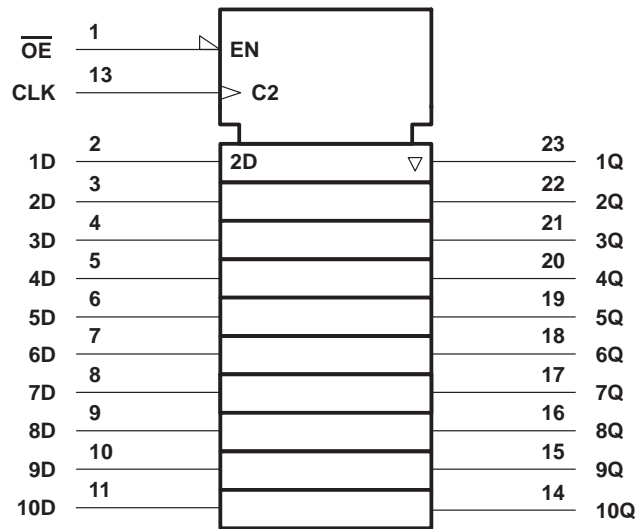 OE 1 EN
CLK 13 C2
1D 2 2D 23 1Q
2D 3 22 2Q
3D 4 21 3Q
4D 5 20 4Q
5D 6 19 5Q
6D 7 18 6Q
7D 8 17 7Q
8D 9 16 8Q
9D 10 15 9Q
10D 11 14 10Q